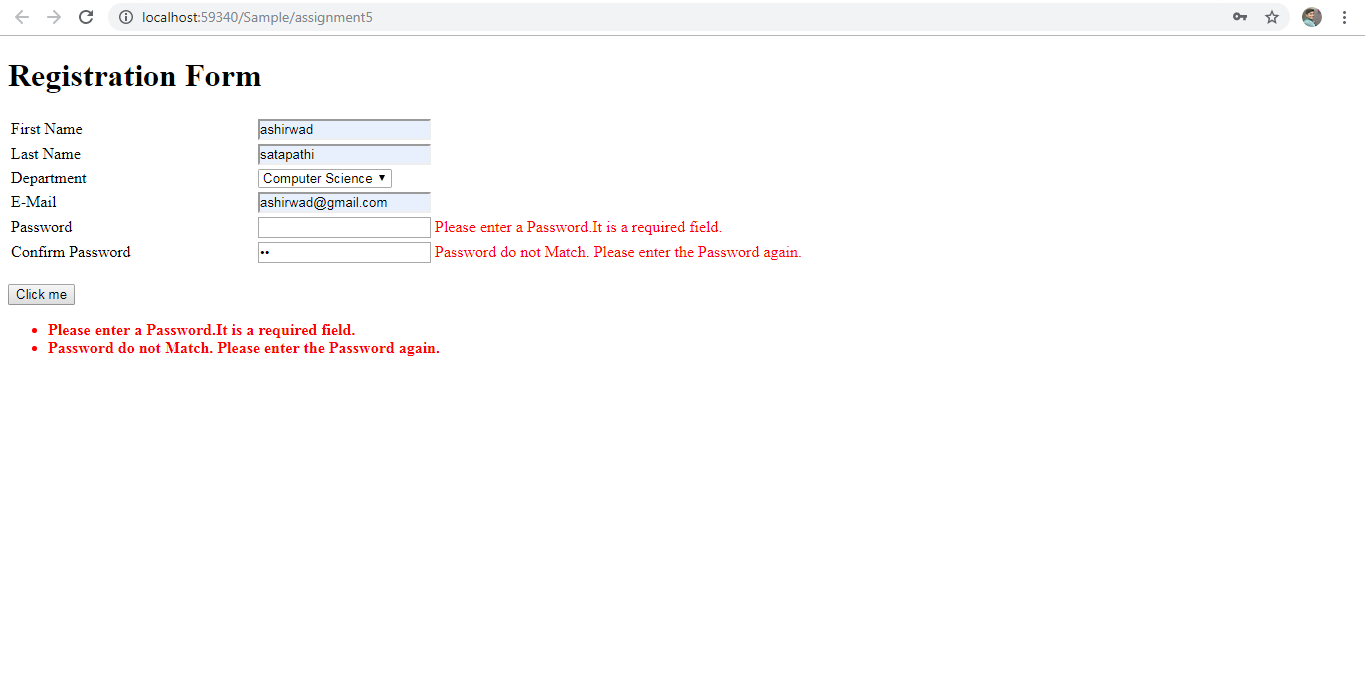 localhost:59340/Sample/assignment5
Registration Form
First Name ashirwad
Last Name satapathi
Department Computer Science
E-Mail ashirwad@gmail.com
Password Please enter a Password.It is a required field.
Confirm Password •• Password do not Match. Please enter the Password again.
Click me
• Please enter a Password.It is a required field.
• Password do not Match. Please enter the Password again.